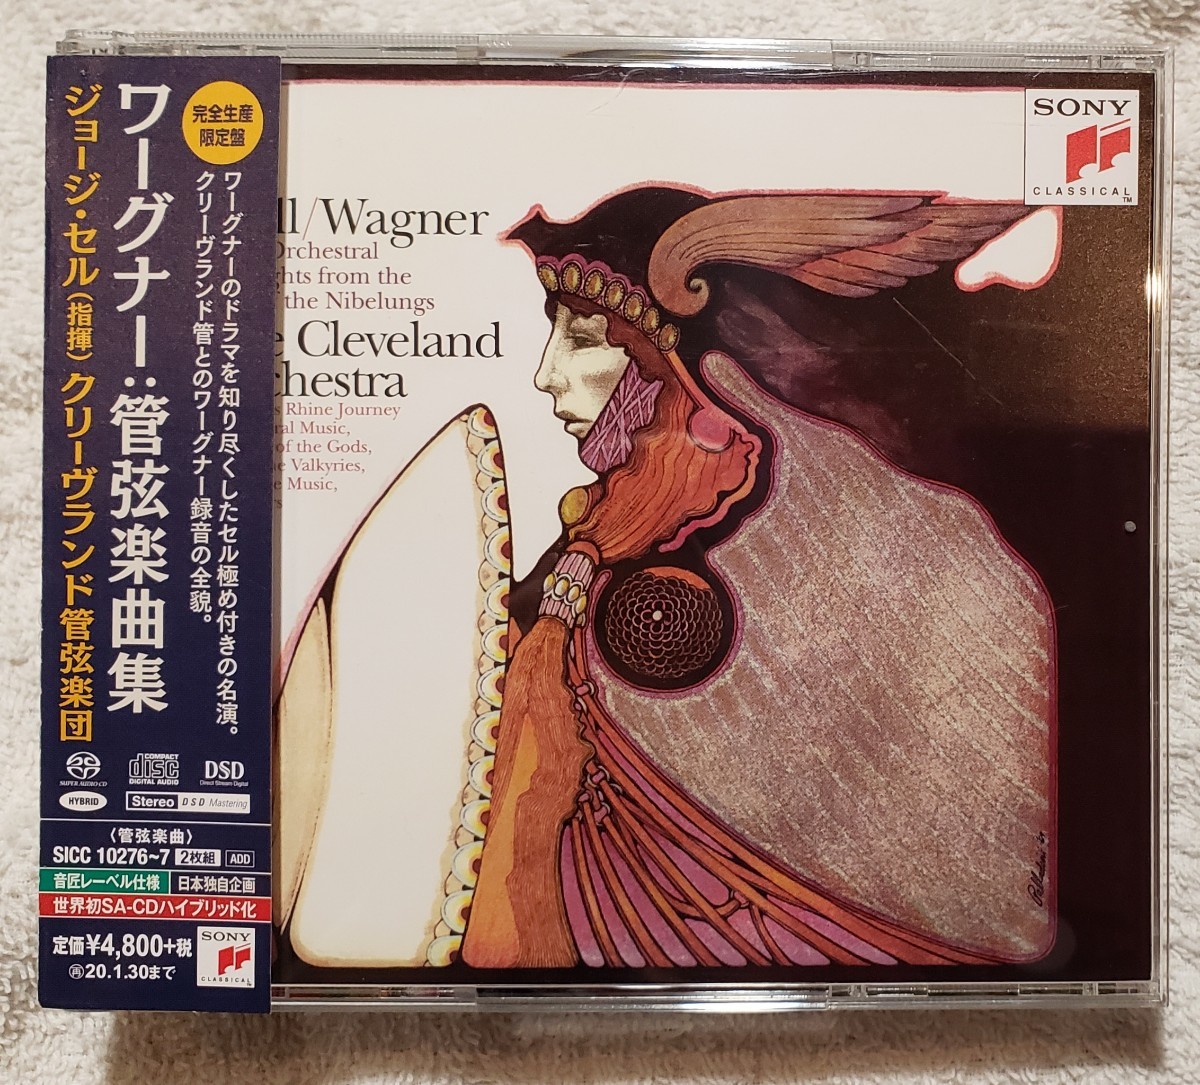 完全生産
限定盤
ワーグナーのドラマを知り尽くしたセル極め付きの名演。
クリーヴランド管とのワーグナー録音の全貌。
ワーグナー:管弦楽曲集
ジョージ・セル(指揮) クリーヴランド管弦楽団
SUPER AUDIO CD
COMPACT
disc
DIGITAL AUDIO
DSD
Direct Stream Digital
HYBRID
Stereo DSD Mastering
〈管弦楽曲〉
SICC 10276~7 2枚組 ADD
音匠レーベル仕様 日本独自企画
世界初SA-CDハイブリッド化
定価¥4,800+税
再20.1.30まで
SONY
CLASSICAL™
ll/Wagner
Orchestral
ghts from the
the Nibelungs
e Cleveland
chestra
s Rhine Journey
ral Music,
of the Gods,
e Valkyries,
e Music,
s
SONY
CLASSICAL™